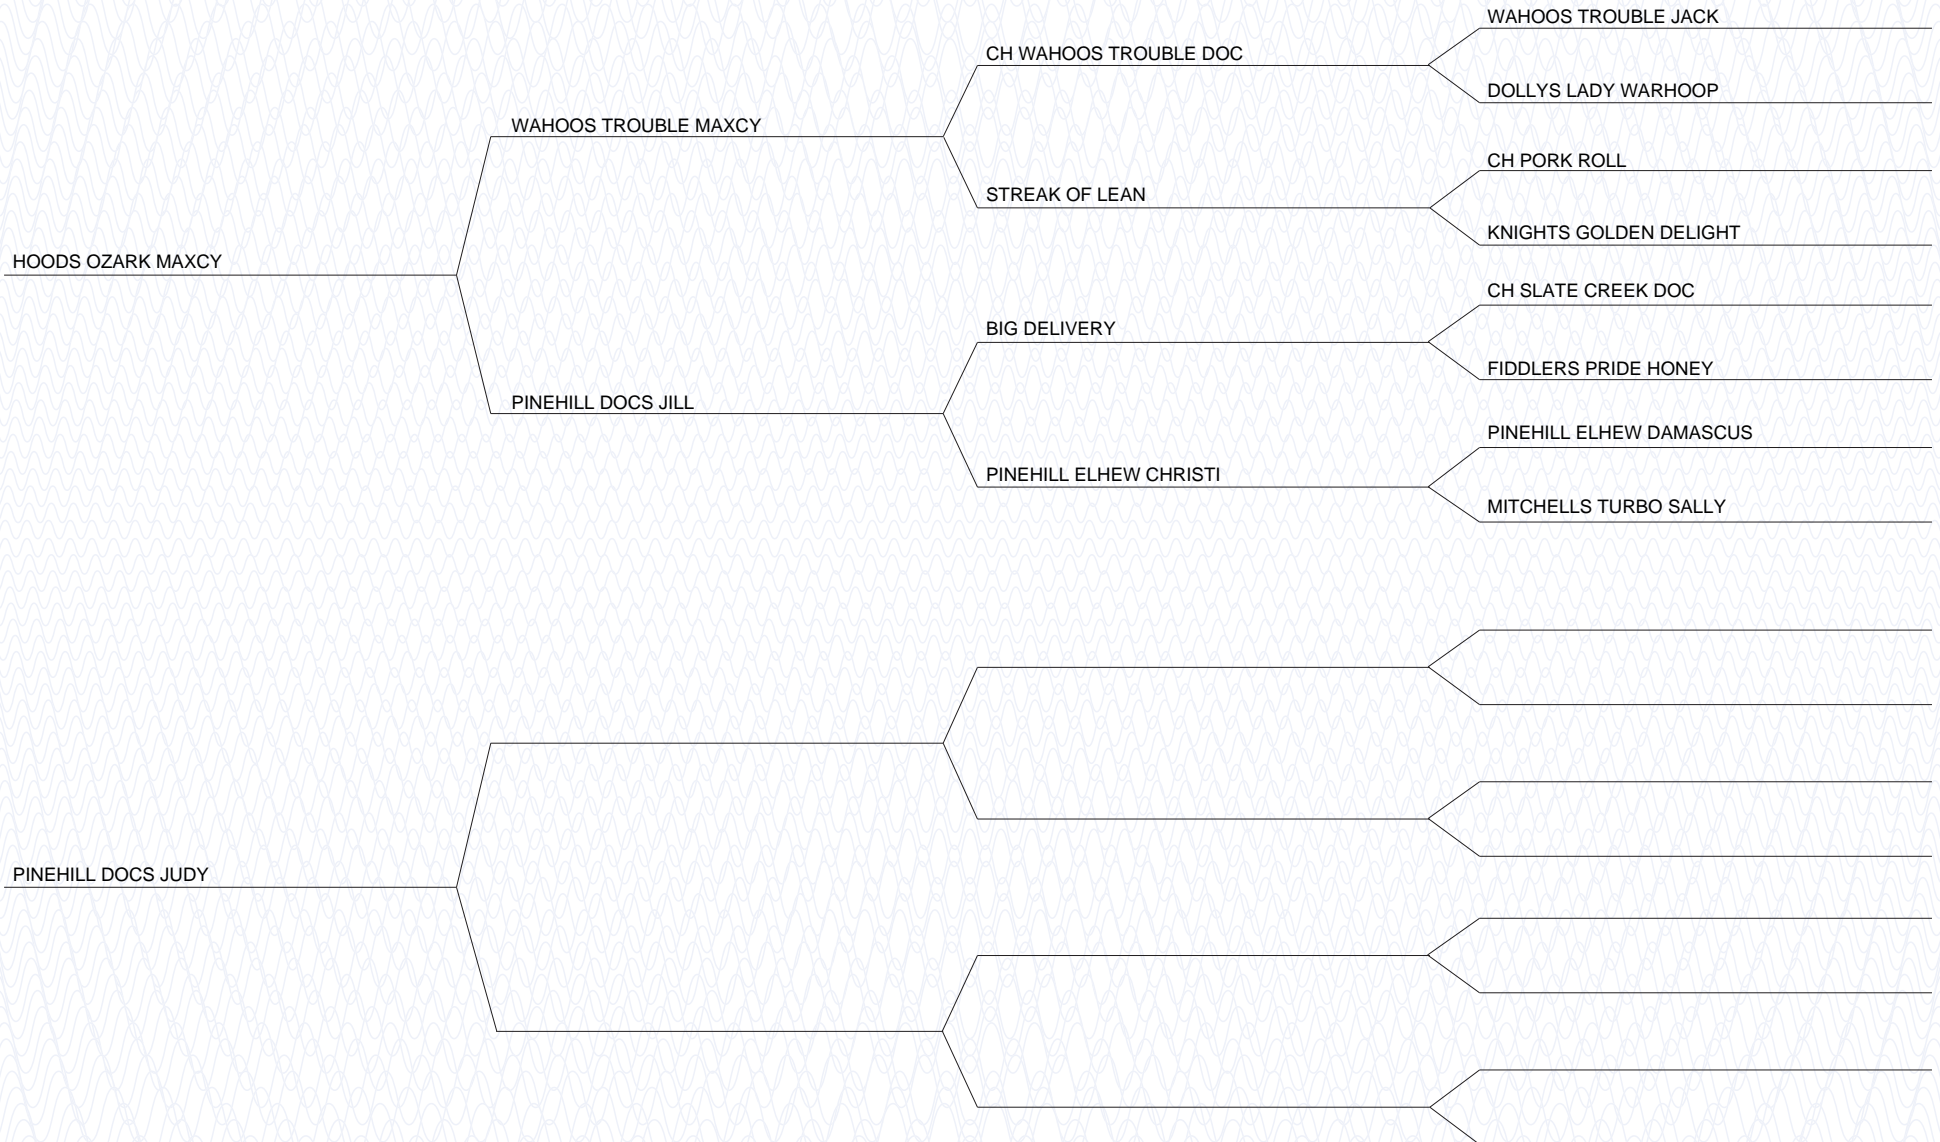 WAHOOS TROUBLE JACK
CH WAHOOS TROUBLE DOC
DOLLYS LADY WARHOOP
WAHOOS TROUBLE MAXCY
CH PORK ROLL
STREAK OF LEAN
KNIGHTS GOLDEN DELIGHT
HOODS OZARK MAXCY
CH SLATE CREEK DOC
BIG DELIVERY
FIDDLERS PRIDE HONEY
PINEHILL DOCS JILL
PINEHILL ELHEW DAMASCUS
PINEHILL ELHEW CHRISTI
MITCHELLS TURBO SALLY
PINEHILL DOCS JUDY